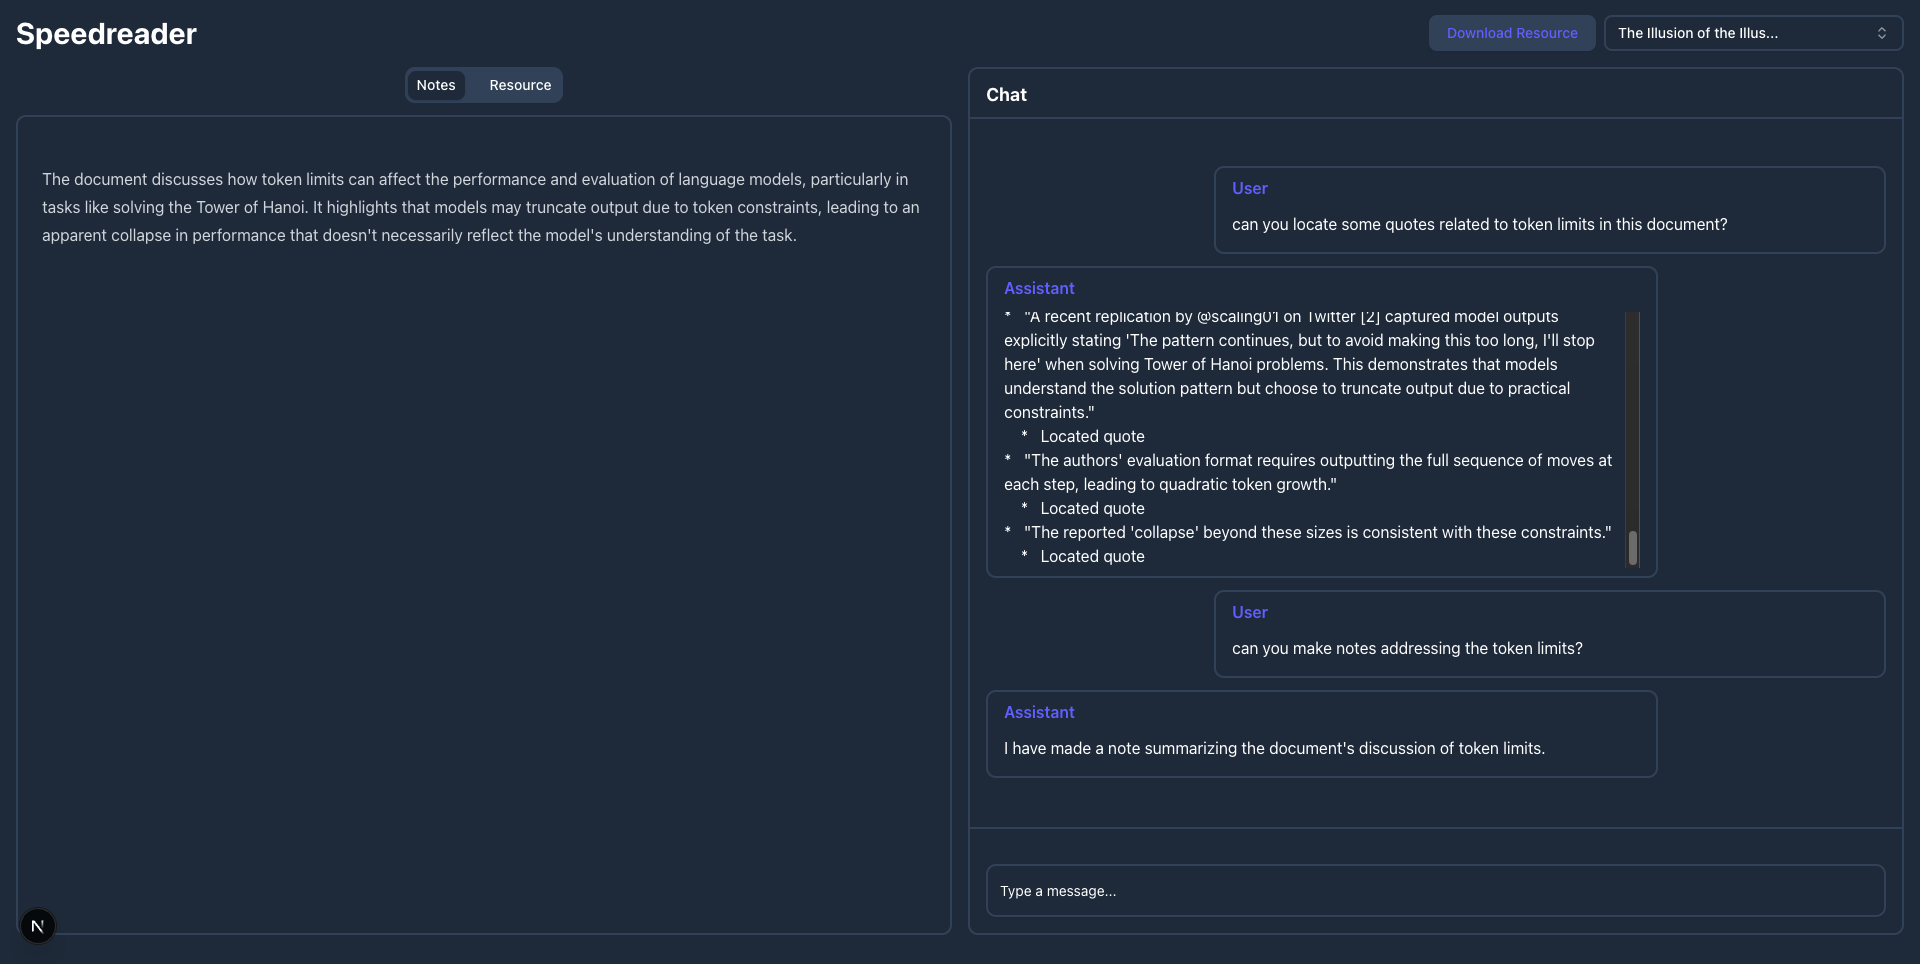 Speedreader
Download Resource
The Illusion of the Illus...
Notes
Resource
The document discusses how token limits can affect the performance and evaluation of language models, particularly in
tasks like solving the Tower of Hanoi. It highlights that models may truncate output due to token constraints, leading to an
apparent collapse in performance that doesn't necessarily reflect the model's understanding of the task.
N
Chat
User
can you locate some quotes related to token limits in this document?
Assistant
* "A recent replication by @scaling01 on Twitter [2] captured model outputs
explicitly stating 'The pattern continues, but to avoid making this too long, I'll stop
here' when solving Tower of Hanoi problems. This demonstrates that models
understand the solution pattern but choose to truncate output due to practical
constraints."
* Located quote
* "The authors' evaluation format requires outputting the full sequence of moves at
each step, leading to quadratic token growth."
* Located quote
* "The reported 'collapse' beyond these sizes is consistent with these constraints."
* Located quote
User
can you make notes addressing the token limits?
Assistant
I have made a note summarizing the document's discussion of token limits.
Type a message...